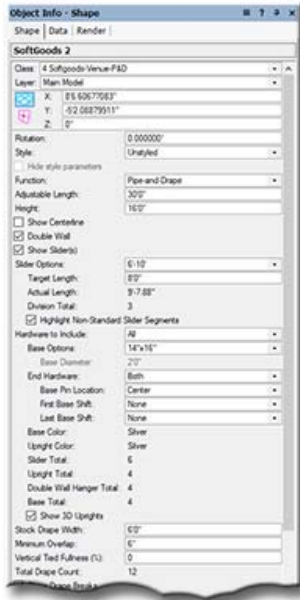 Object Info - Shape
Shape Data Render
SoftGoods 2
Class: 4 Softgoods-Venue-P&D
Layer: Main Model
X: 8'6.60677083"
Y: -5'2.08879911"
Z: 0"
Rotation: 0.000000°
Style: Unstyled
Hide style parameters
Function: Pipe-and-Drape
Adjustable Length: 30'0"
Height: 16'0"
Show Centerline
Double Wall
Show Slider(s)
Slider Options: 6'-10'
Target Length: 8'0"
Actual Length: 9'-7.88"
Division Total: 3
Highlight Non-Standard Slider Segments
Hardware to Include: All
Base Options: 14"x16"
Base Diameter: 2'0"
End Hardware: Both
Base Pin Location: Center
First Base Shift: None
Last Base Shift: None
Base Color: Silver
Upright Color: Silver
Slider Total: 6
Upright Total: 4
Double Wall Hanger Total: 4
Base Total: 4
Show 3D Uprights
Stock Drape Width: 6'0"
Minimum Overlap: 6"
Vertical Tied Fullness (%): 0
Total Drape Count: 12
Drape Breaks